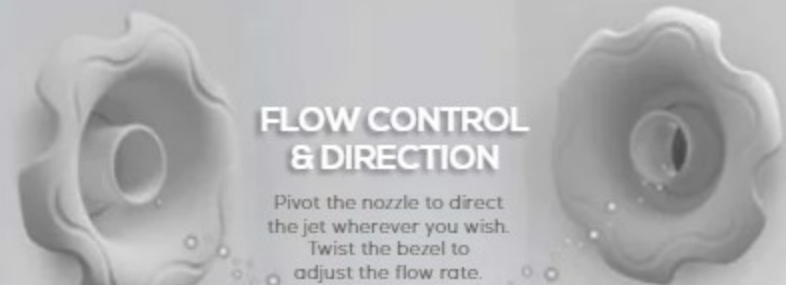 FLOW CONTROL
& DIRECTION
Pivot the nozzle to direct
the jet wherever you wish.
Twist the bezel to
adjust the flow rate.